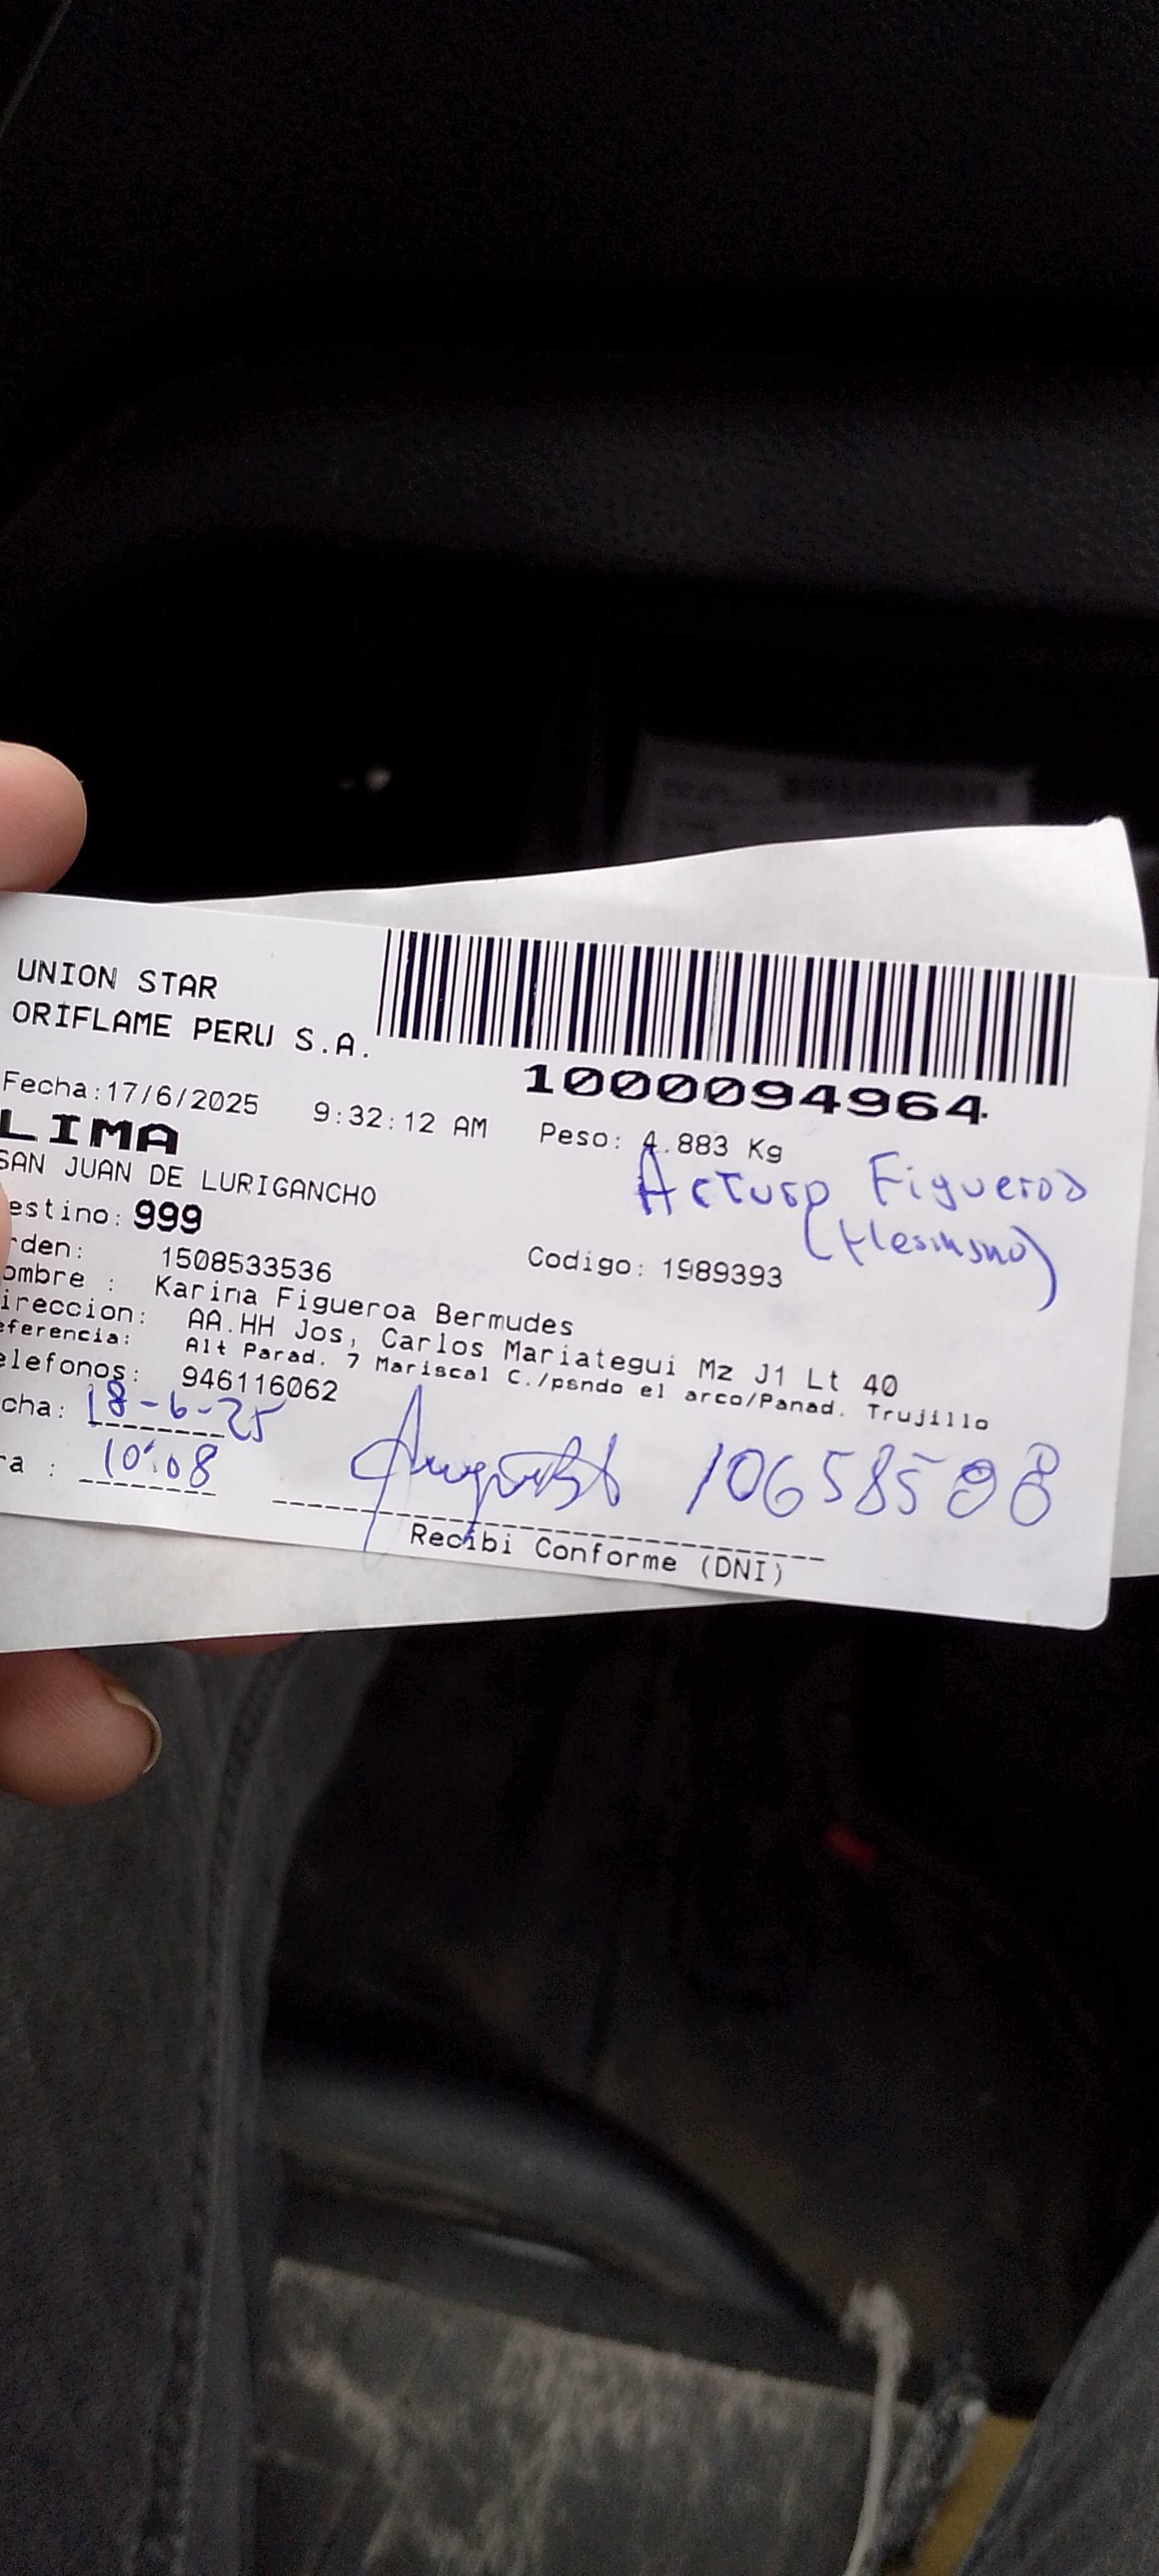 UNION STAR
ORIFLAME PERU S.A.
1000094964
Fecha:17/6/2025 9:32:12 AM Peso: 4.883 Kg
LIMA
SAN JUAN DE LURIGANCHO
Arturo Figueroa
estino: 999
rden: 1508533536 Codigo: 1989393
ombre : Karina Figueroa Bermudes
ireccion: AA.HH Jos, Carlos Mariategui Mz J1 Lt 40
eferencia: Alt Parad. 7 Mariscal C./psndo el arco/Panad. Trujillo
elefonos: 946116062
cha: 18-6-25
ra : 10:08
10658598
Recibi Conforme (DNI)